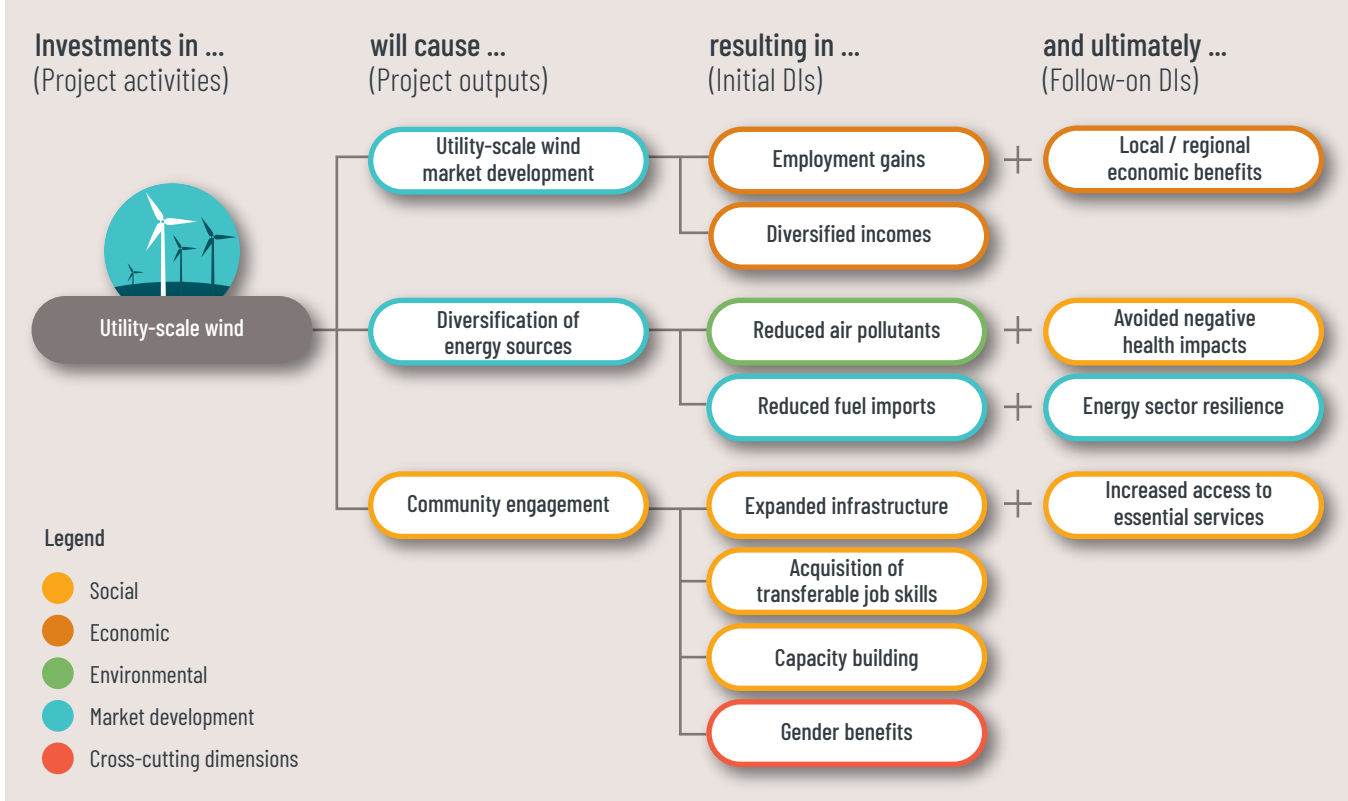 Investments in ...
(Project activities)
will cause ...
(Project outputs)
resulting in ...
(Initial DIs)
and ultimately ...
(Follow-on DIs)
Utility-scale wind
Utility-scale wind
market development
Employment gains
Local / regional
economic benefits
Diversified incomes
Diversification of
energy sources
Reduced air pollutants
Avoided negative
health impacts
Reduced fuel imports
Energy sector resilience
Community engagement
Expanded infrastructure
Increased access to
essential services
Acquisition of
transferable job skills
Capacity building
Gender benefits
Legend
Social
Economic
Environmental
Market development
Cross-cutting dimensions